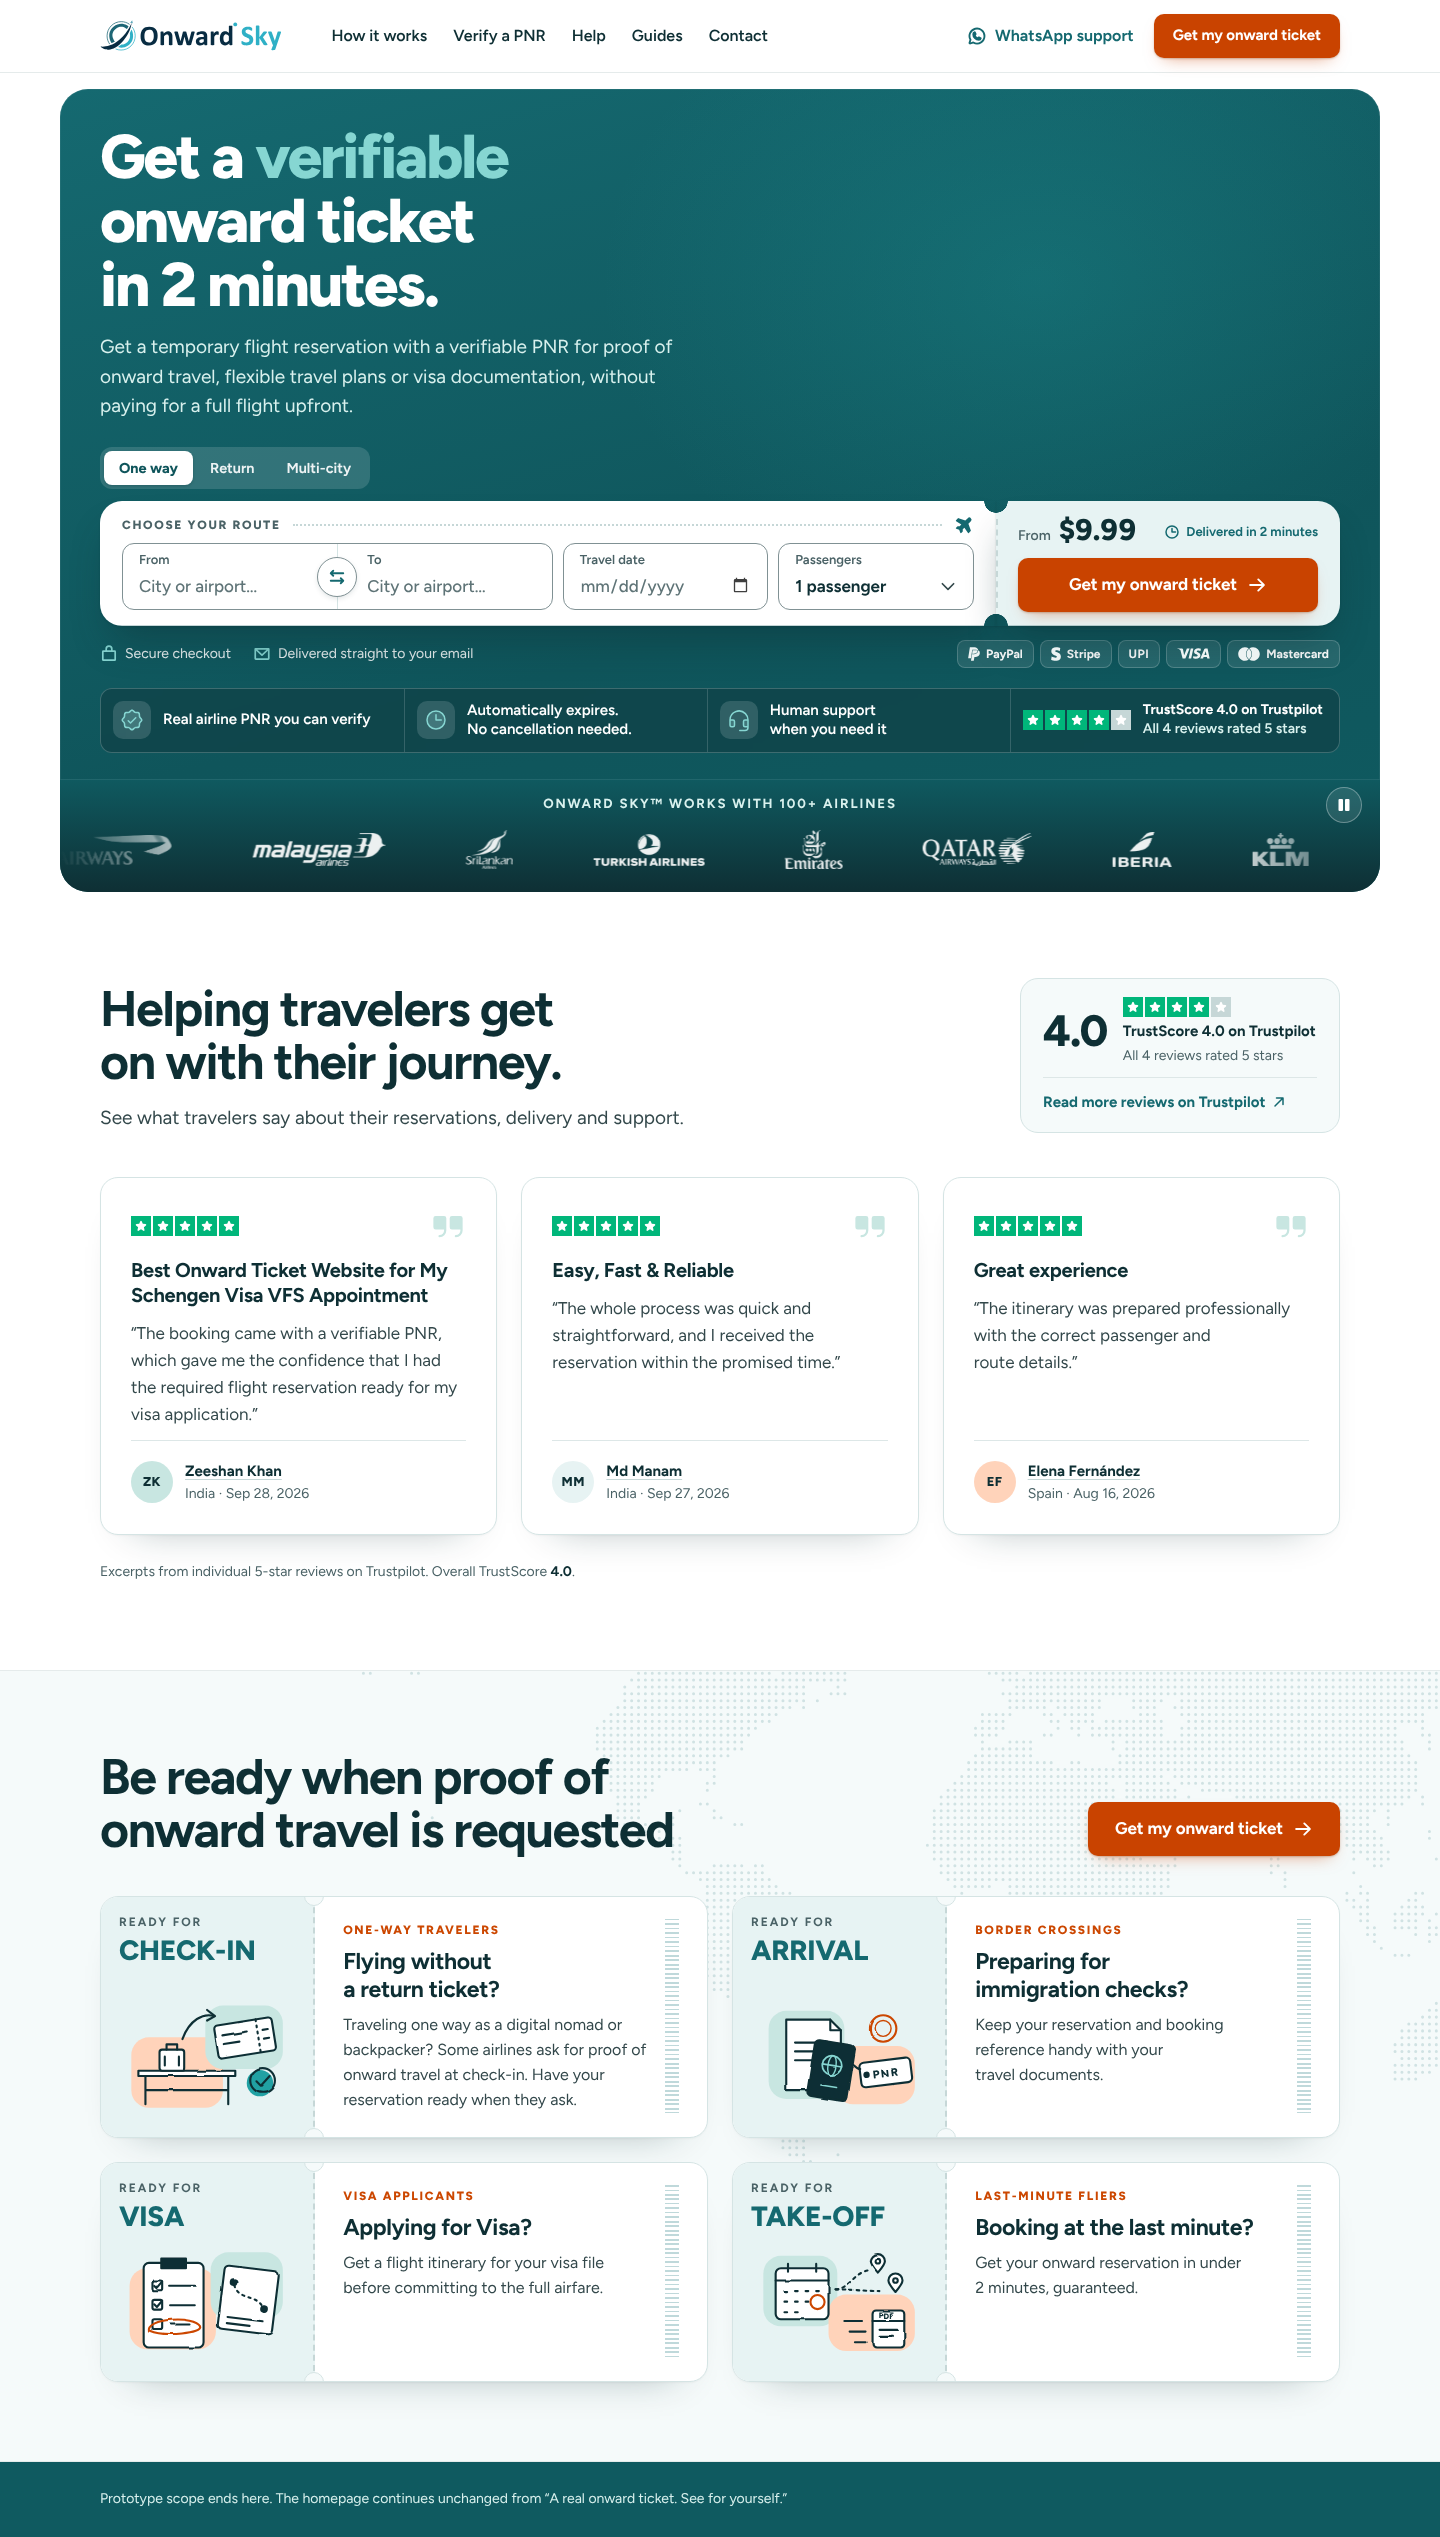 Onward Sky
How it works
Verify a PNR
Help
Guides
Contact
WhatsApp support
Get my onward ticket
Get a verifiable
onward ticket
in 2 minutes.
Get a temporary flight reservation with a verifiable PNR for proof of
onward travel, flexible travel plans or visa documentation, without
paying for a full flight upfront.
One way
Return
Multi-city
CHOOSE YOUR ROUTE
From
City or airport...
To
City or airport...
Travel date
mm/dd/yyyy
Passengers
1 passenger
From $9.99
Delivered in 2 minutes
Get my onward ticket
Secure checkout
Delivered straight to your email
PayPal
Stripe
UPI
VISA
Mastercard
Real airline PNR you can verify
Automatically expires.
No cancellation needed.
Human support
when you need it
TrustScore 4.0 on Trustpilot
All 4 reviews rated 5 stars
ONWARD SKY™ WORKS WITH 100+ AIRLINES
IRWAYS
malaysia
airlines
SriLankan
TURKISH AIRLINES
Emirates
QATAR
AIRWAYS القطرية
IBERIA
KLM
Helping travelers get
on with their journey.
See what travelers say about their reservations, delivery and support.
4.0
TrustScore 4.0 on Trustpilot
All 4 reviews rated 5 stars
Read more reviews on Trustpilot
Best Onward Ticket Website for My
Schengen Visa VFS Appointment
“The booking came with a verifiable PNR,
which gave me the confidence that I had
the required flight reservation ready for my
visa application.”
ZK
Zeeshan Khan
India · Sep 28, 2026
Easy, Fast & Reliable
“The whole process was quick and
straightforward, and I received the
reservation within the promised time.”
MM
Md Manam
India · Sep 27, 2026
Great experience
“The itinerary was prepared professionally
with the correct passenger and
route details.”
EF
Elena Fernández
Spain · Aug 16, 2026
Excerpts from individual 5-star reviews on Trustpilot. Overall TrustScore 4.0.
Be ready when proof of
onward travel is requested
Get my onward ticket
READY FOR
CHECK-IN
ONE-WAY TRAVELERS
Flying without
a return ticket?
Traveling one way as a digital nomad or
backpacker? Some airlines ask for proof of
onward travel at check-in. Have your
reservation ready when they ask.
READY FOR
ARRIVAL
PNR
BORDER CROSSINGS
Preparing for
immigration checks?
Keep your reservation and booking
reference handy with your
travel documents.
READY FOR
VISA
VISA APPLICANTS
Applying for Visa?
Get a flight itinerary for your visa file
before committing to the full airfare.
READY FOR
TAKE-OFF
PDF
LAST-MINUTE FLIERS
Booking at the last minute?
Get your onward reservation in under
2 minutes, guaranteed.
Prototype scope ends here. The homepage continues unchanged from “A real onward ticket. See for yourself.”